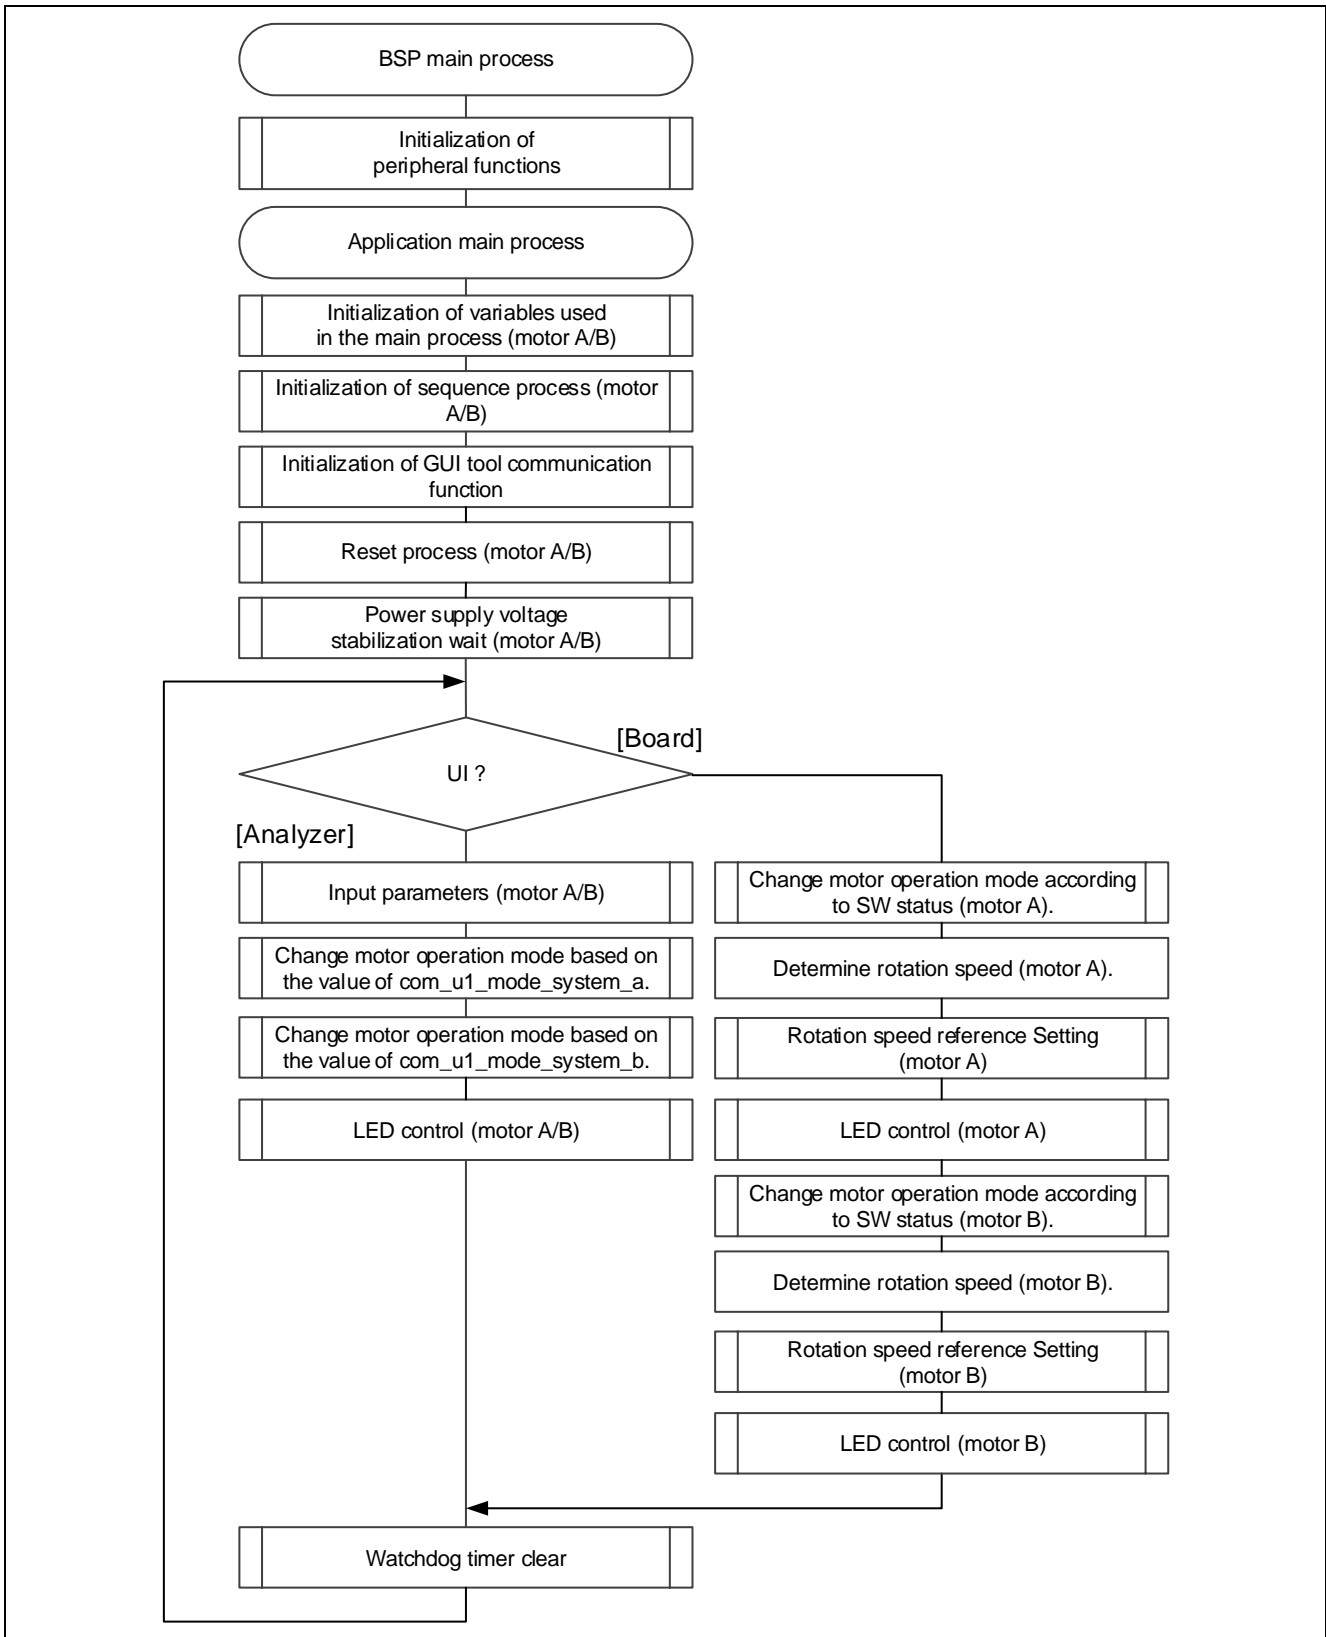 BSP main process
Initialization of
peripheral functions
Application main process
Initialization of variables used
in the main process (motor A/B)
Initialization of sequence process (motor
A/B)
Initialization of GUI tool communication
function
Reset process (motor A/B)
Power supply voltage
stabilization wait (motor A/B)
UI ?
[Board]
[Analyzer]
Input parameters (motor A/B)
Change motor operation mode based on
the value of com_u1_mode_system_a.
Change motor operation mode based on
the value of com_u1_mode_system_b.
LED control (motor A/B)
Change motor operation mode according
to SW status (motor A).
Determine rotation speed (motor A).
Rotation speed reference Setting
(motor A)
LED control (motor A)
Change motor operation mode according
to SW status (motor B).
Determine rotation speed (motor B).
Rotation speed reference Setting
(motor B)
LED control (motor B)
Watchdog timer clear